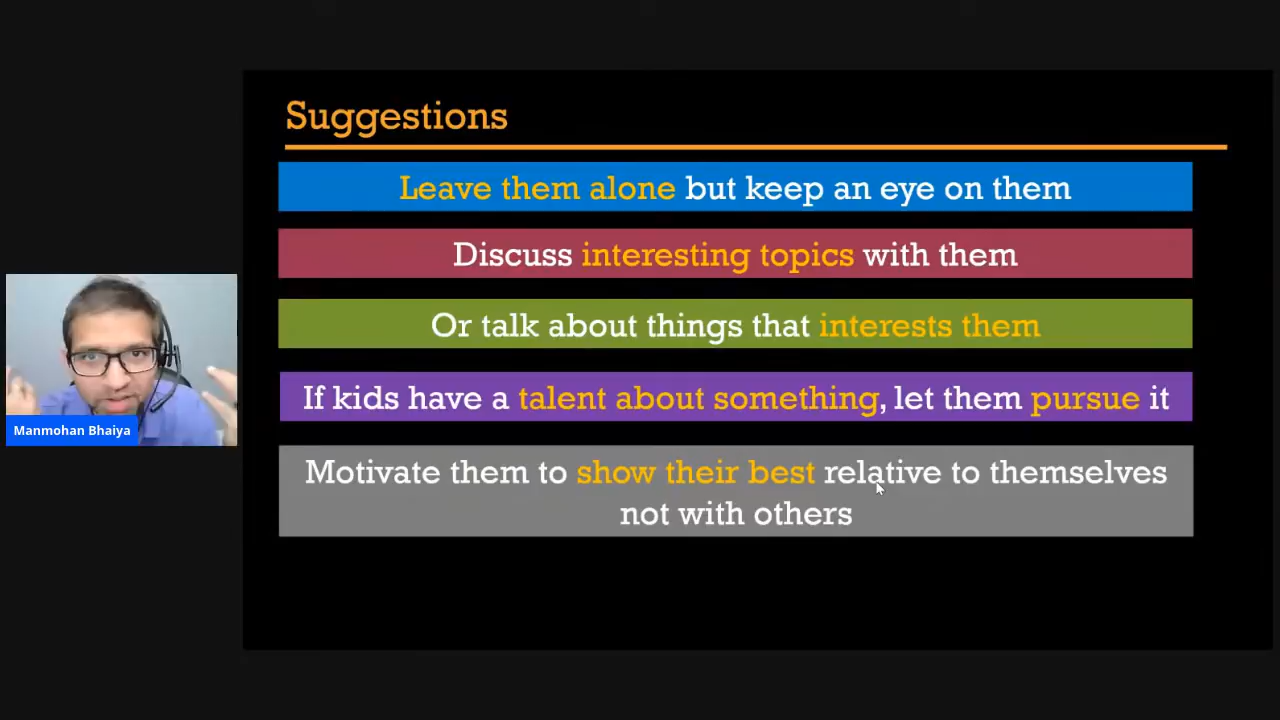 Suggestions
Leave them alone but keep an eye on them
Discuss interesting topics with them
Or talk about things that interests them
If kids have a talent about something, let them pursue it
Motivate them to show their best relative to themselves
not with others
Manmohan Bhaiya